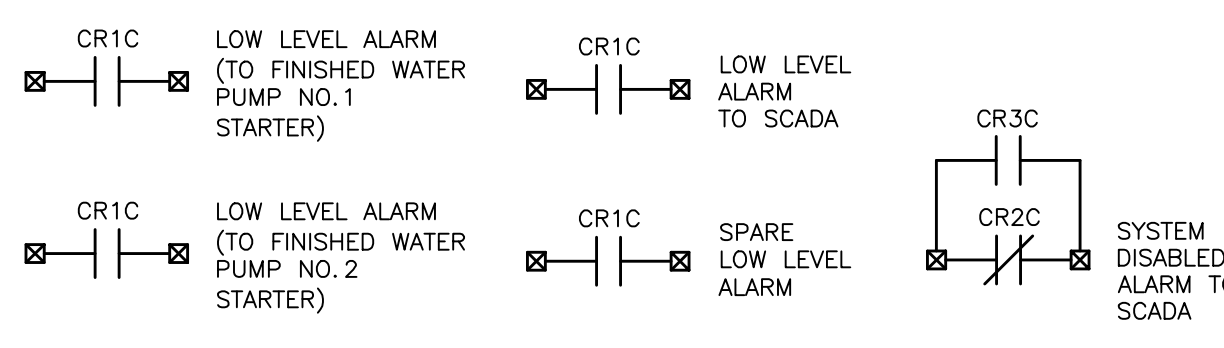 CR1C
LOW LEVEL ALARM
(TO FINISHED WATER
PUMP NO.1
STARTER)
CR1C
LOW LEVEL
ALARM
TO SCADA
CR1C
LOW LEVEL ALARM
(TO FINISHED WATER
PUMP NO.2
STARTER)
CR1C
SPARE
LOW LEVEL
ALARM
CR3C
CR2C
SYSTEM
DISABLED
ALARM TO
SCADA